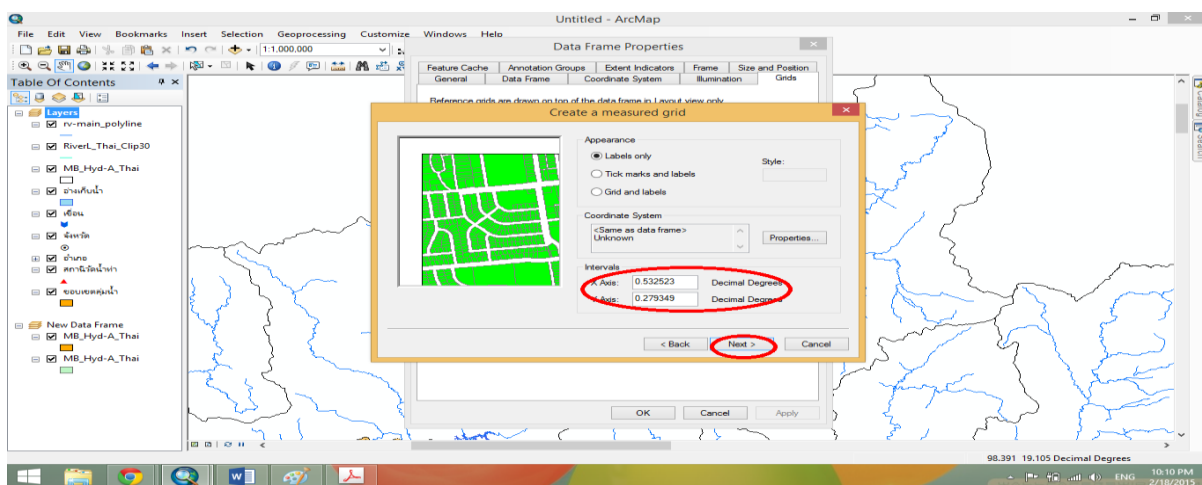 Untitled - ArcMap
File Edit View Bookmarks Insert Selection Geoprocessing Customize Windows Help
1:1,000,000
Table Of Contents
Layers
rv-main_polyline
RiverL_Thai_Clip30
MB_Hyd-A_Thai
อ่างเก็บน้ำ
เขื่อน
จังหวัด
อำเภอ
สถานีวัดน้ำท่า
ขอบเขตลุ่มน้ำ
New Data Frame
MB_Hyd-A_Thai
MB_Hyd-A_Thai
Data Frame Properties
Feature Cache Annotation Groups Extent Indicators Frame Size and Position
General Data Frame Coordinate System Illumination Grids
Reference grids are drawn on top of the data frame in Layout view only.
Create a measured grid
Appearance
Labels only
Tick marks and labels
Grid and labels
Style:
Coordinate System
<Same as data frame>
Unknown
Properties...
Intervals
X Axis: 0.532523 Decimal Degrees
Y Axis: 0.279349 Decimal Degrees
< Back Next > Cancel
OK Cancel Apply
Catalog
98.391 19.105 Decimal Degrees
ENG 10:10 PM
2/18/2015